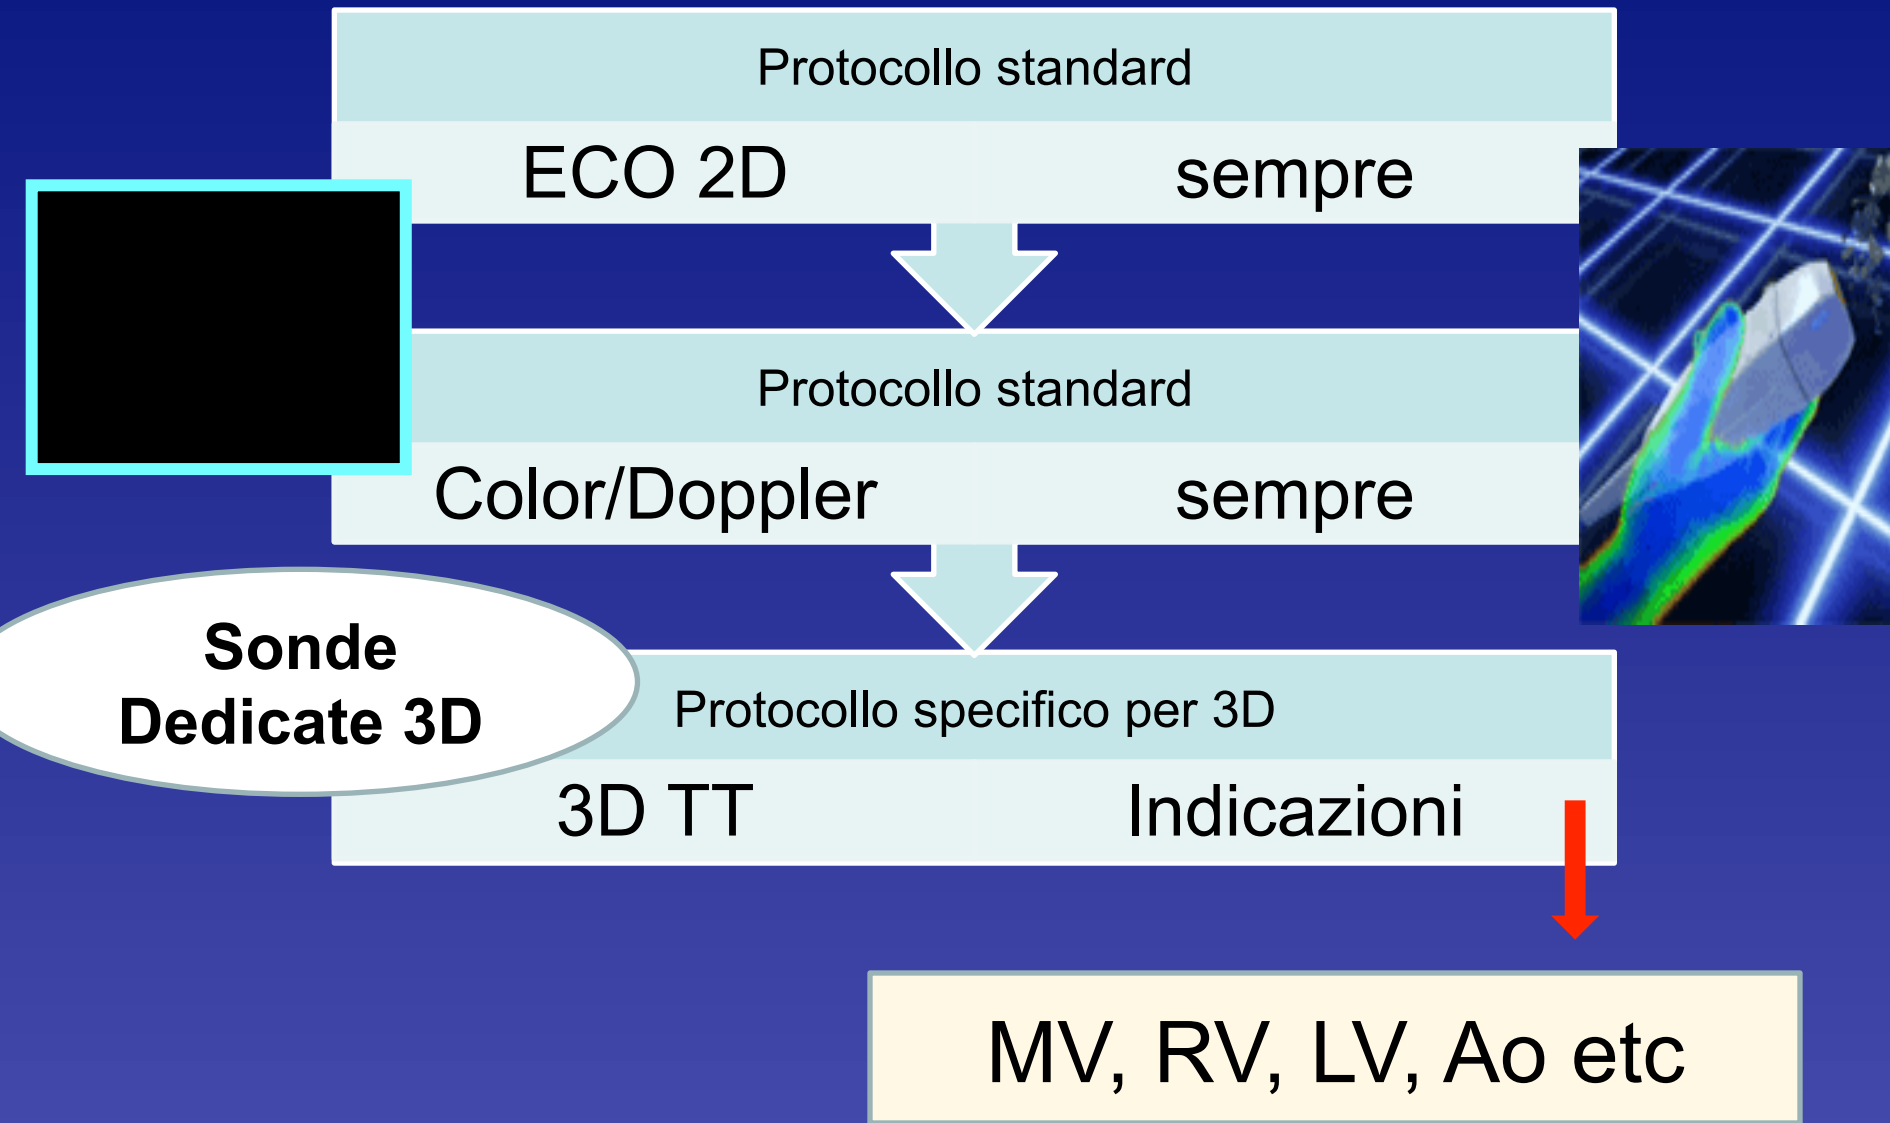 Protocollo standard
ECO 2D sempre
Protocollo standard
Color/Doppler sempre
Sonde
Dedicate 3D
Protocollo specifico per 3D
3D TT Indicazioni
MV, RV, LV, Ao etc